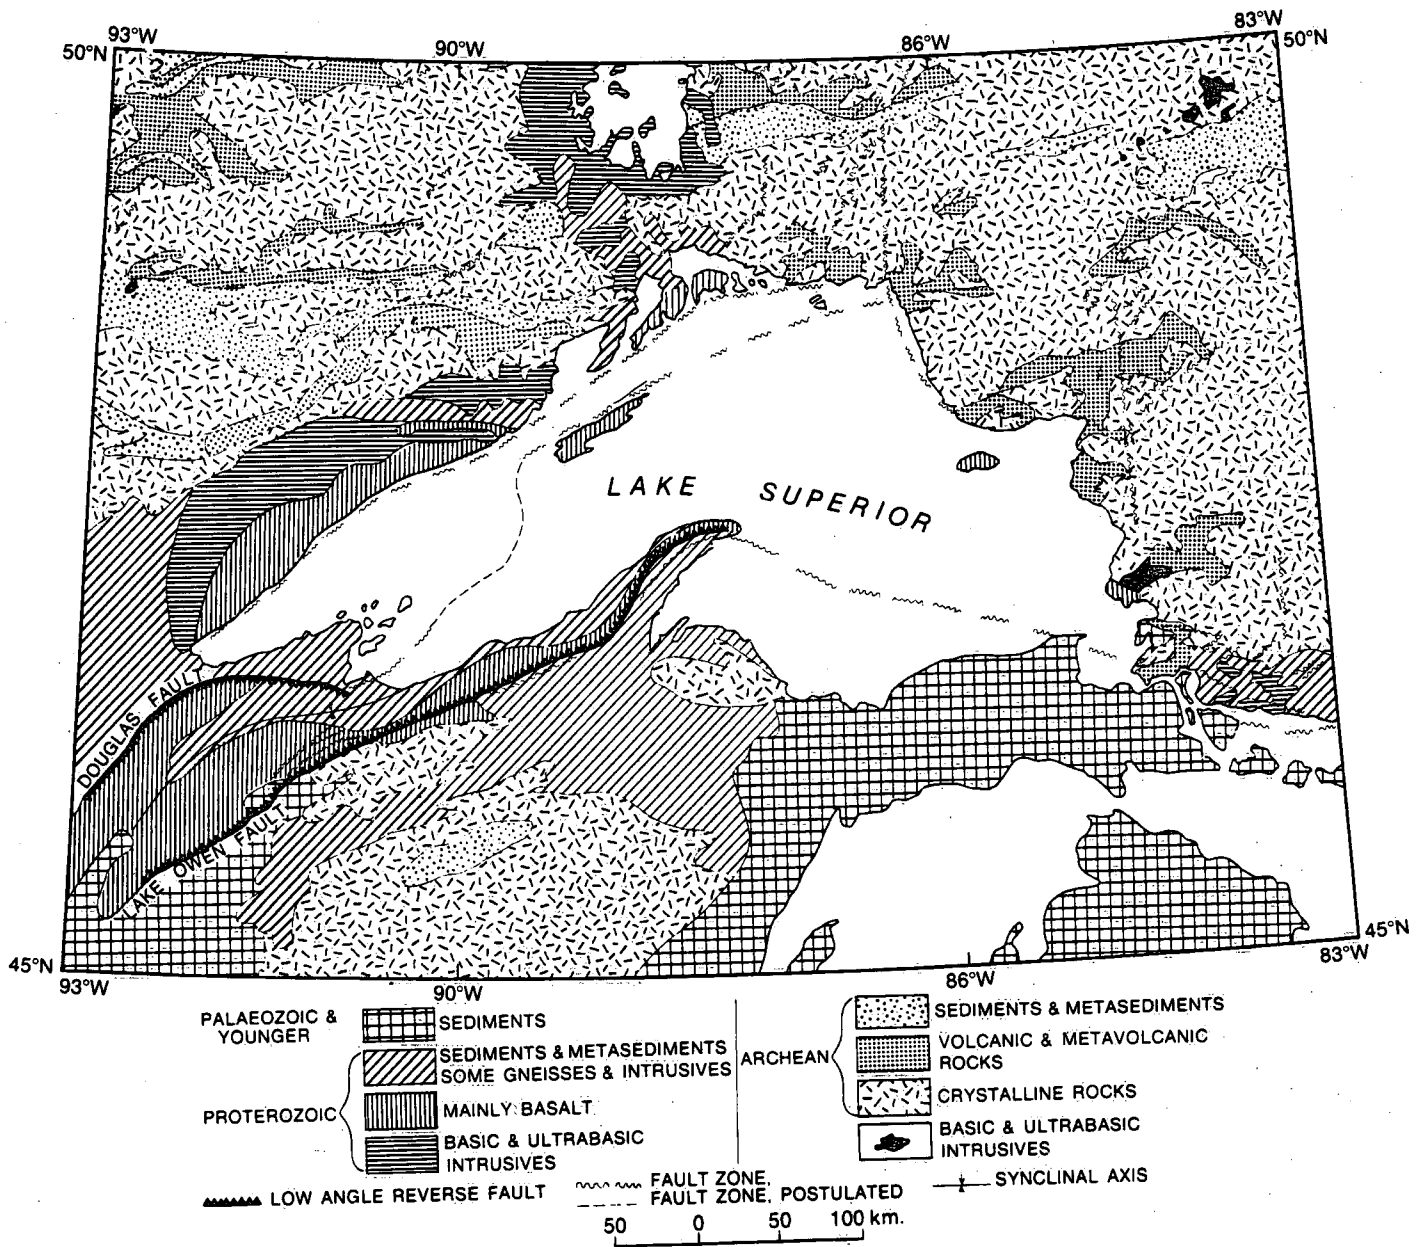 93°W
90°W
86°W
83°W
50°N
50°N
LAKE SUPERIOR
DOUGLAS FAULT
LAKE OWEN FAULT
45°N
45°N
93°W
90°W
86°W
83°W
PALAEOZOIC &
YOUNGER
SEDIMENTS
PROTEROZOIC
SEDIMENTS & METASEDIMENTS
SOME GNEISSES & INTRUSIVES
MAINLY BASALT
BASIC & ULTRABASIC
INTRUSIVES
ARCHEAN
SEDIMENTS & METASEDIMENTS
VOLCANIC & METAVOLCANIC
ROCKS
CRYSTALLINE ROCKS
BASIC & ULTRABASIC
INTRUSIVES
LOW ANGLE REVERSE FAULT
FAULT ZONE,
FAULT ZONE, POSTULATED
SYNCLINAL AXIS
50 0 50 100 km.